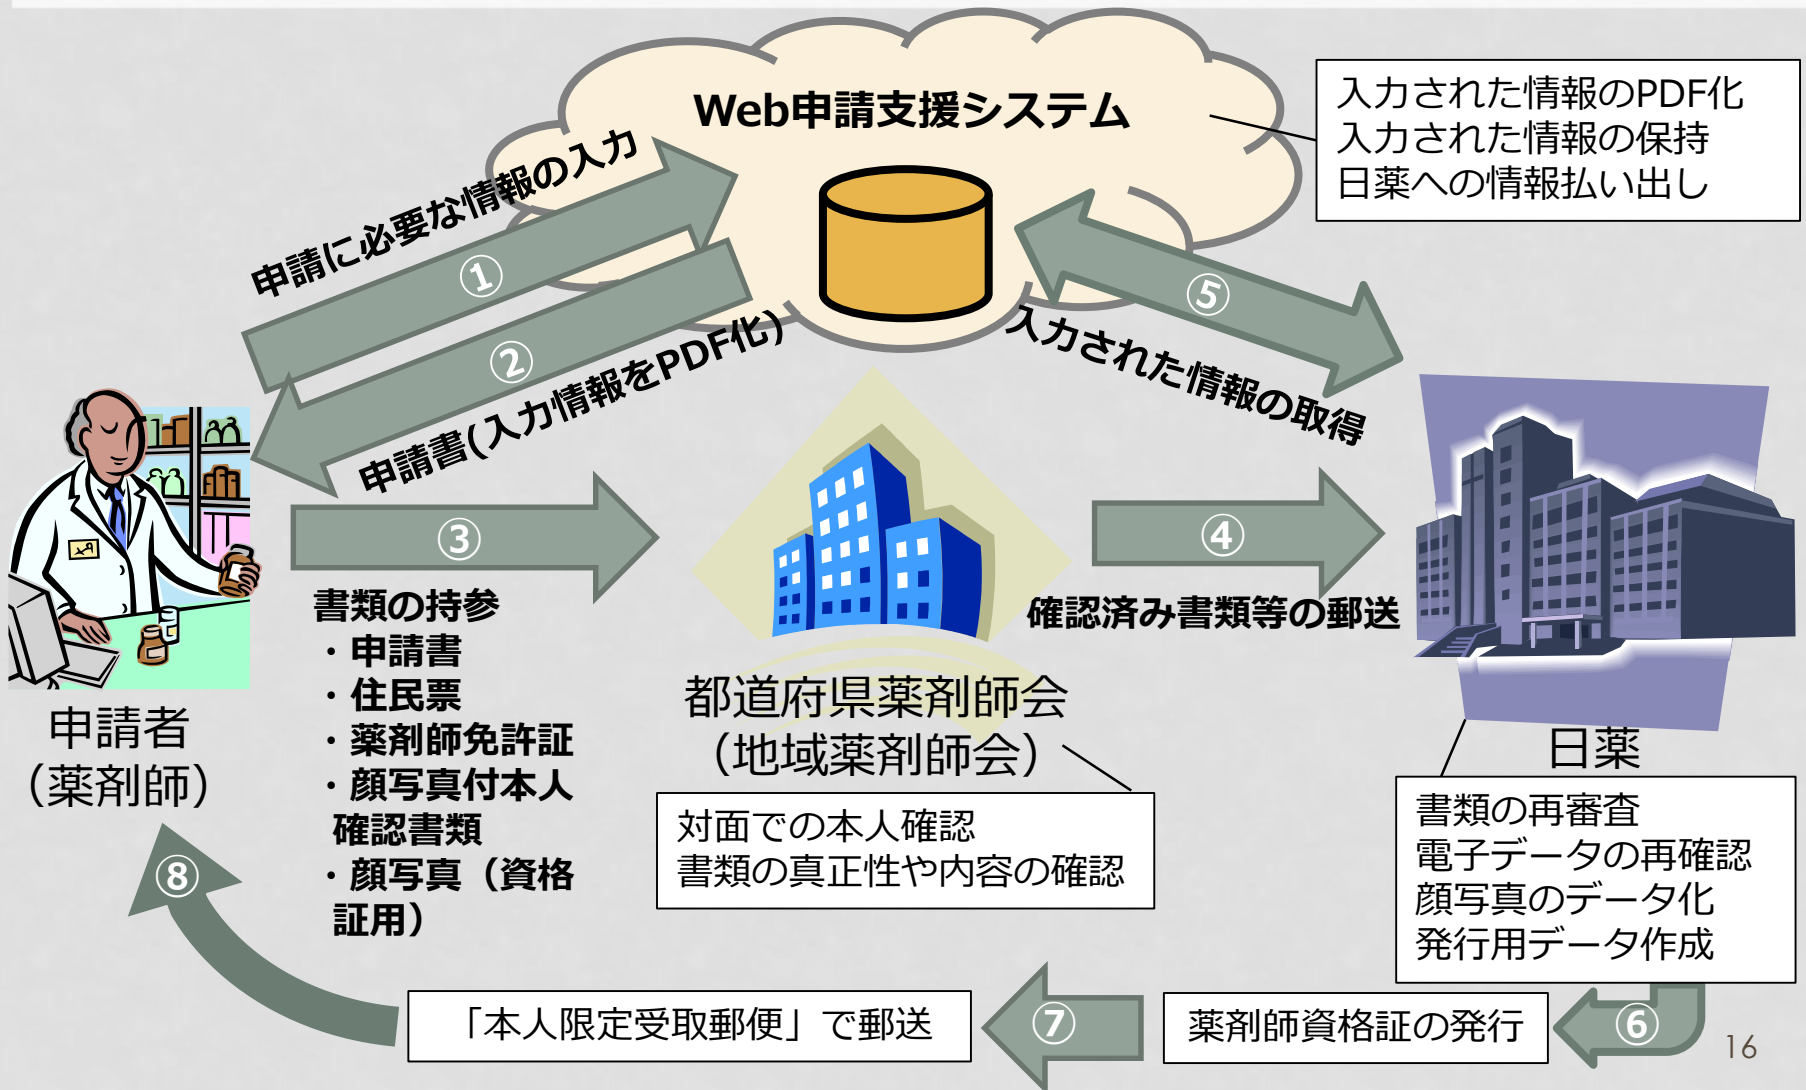 Web申請支援システム
入力された情報のPDF化
入力された情報の保持
日薬への情報払い出し
申請に必要な情報の入力
①
②
申請書(入力情報をPDF化)
⑤
入力された情報の取得
③
④
書類の持参
・申請書
・住民票
・薬剤師免許証
・顔写真付本人
確認書類
・顔写真（資格
証用）
確認済み書類等の郵送
申請者
（薬剤師）
都道府県薬剤師会
（地域薬剤師会）
日薬
対面での本人確認
書類の真正性や内容の確認
書類の再審査
電子データの再確認
顔写真のデータ化
発行用データ作成
⑧
「本人限定受取郵便」で郵送
⑦
薬剤師資格証の発行
⑥
16